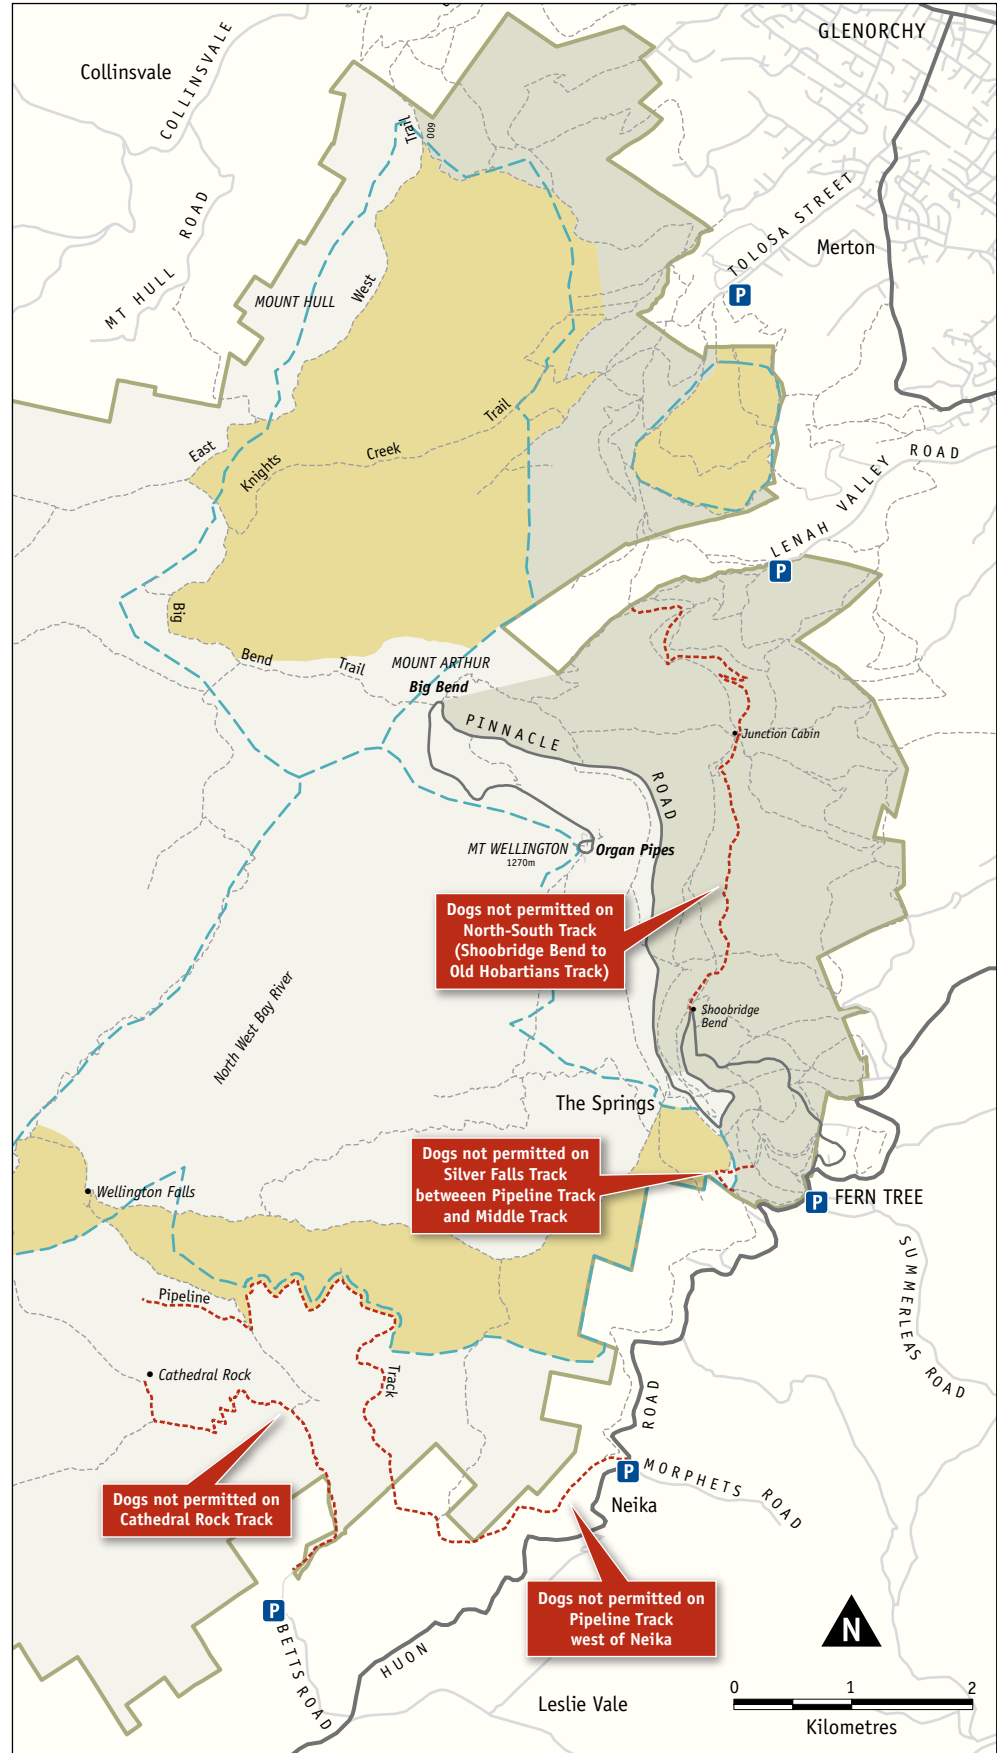 GLENORCHY
Collinsvale
COLLINSVALE
Trail
600
MT HULL ROAD
TOLOSA STREET
Merton
P
MOUNT HULL
West
Trail
Creek
East
Knights
LENAH VALLEY ROAD
P
Big
Bend
Trail
MOUNT ARTHUR
Big Bend
PINNACLE
ROAD
Junction Cabin
MT WELLINGTON
1270m
Organ Pipes
Dogs not permitted on
North-South Track
(Shoobridge Bend to
Old Hobartians Track)
North West Bay River
Shoobridge
Bend
The Springs
Dogs not permitted on
Silver Falls Track
betweeen Pipeline Track
and Middle Track
Wellington Falls
P
FERN TREE
SUMMERLEAS ROAD
Pipeline
Track
Cathedral Rock
ROAD
P
MORPHETS ROAD
Neika
Dogs not permitted on
Cathedral Rock Track
Dogs not permitted on
Pipeline Track
west of Neika
P
BETTS ROAD
HUON
Leslie Vale
N
0 1 2
Kilometres